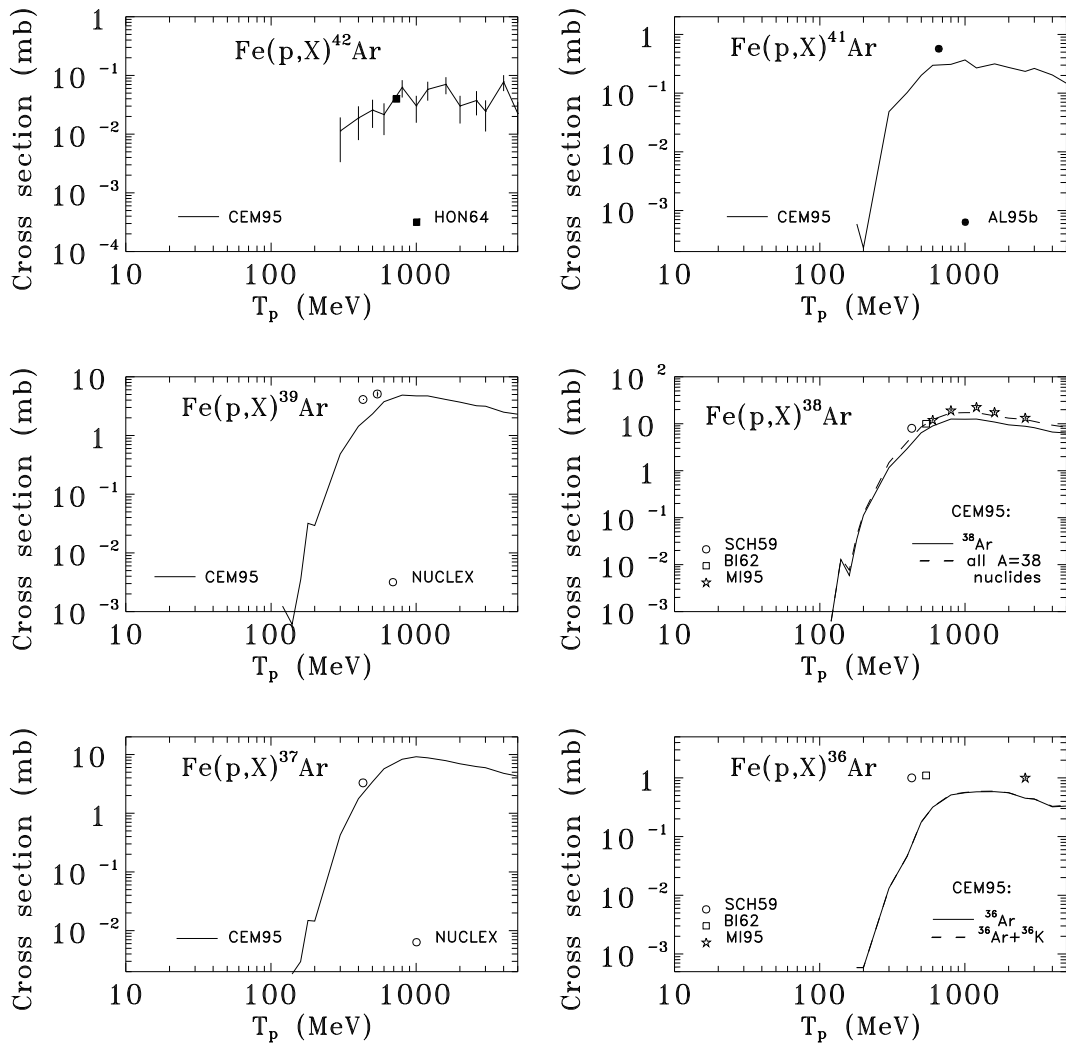 Fe(p,X)⁴²Ar
Cross section (mb)
1
10⁻¹
10⁻²
10⁻³
10⁻⁴
CEM95
HON64
10
100
1000
Tₚ (MeV)
Fe(p,X)⁴¹Ar
Cross section (mb)
1
10⁻¹
10⁻²
10⁻³
CEM95
AL95b
10
100
1000
Tₚ (MeV)
Fe(p,X)³⁹Ar
Cross section (mb)
10
1
10⁻¹
10⁻²
10⁻³
CEM95
NUCLEX
10
100
1000
Tₚ (MeV)
Fe(p,X)³⁸Ar
Cross section (mb)
10²
10
1
10⁻¹
10⁻²
10⁻³
SCH59
BI62
MI95
CEM95:
³⁸Ar
all A=38
nuclides
10
100
1000
Tₚ (MeV)
Fe(p,X)³⁷Ar
Cross section (mb)
10
1
10⁻¹
10⁻²
CEM95
NUCLEX
10
100
1000
Tₚ (MeV)
Fe(p,X)³⁶Ar
Cross section (mb)
1
10⁻¹
10⁻²
10⁻³
SCH59
BI62
MI95
CEM95:
³⁶Ar
³⁶Ar+³⁶K
10
100
1000
Tₚ (MeV)